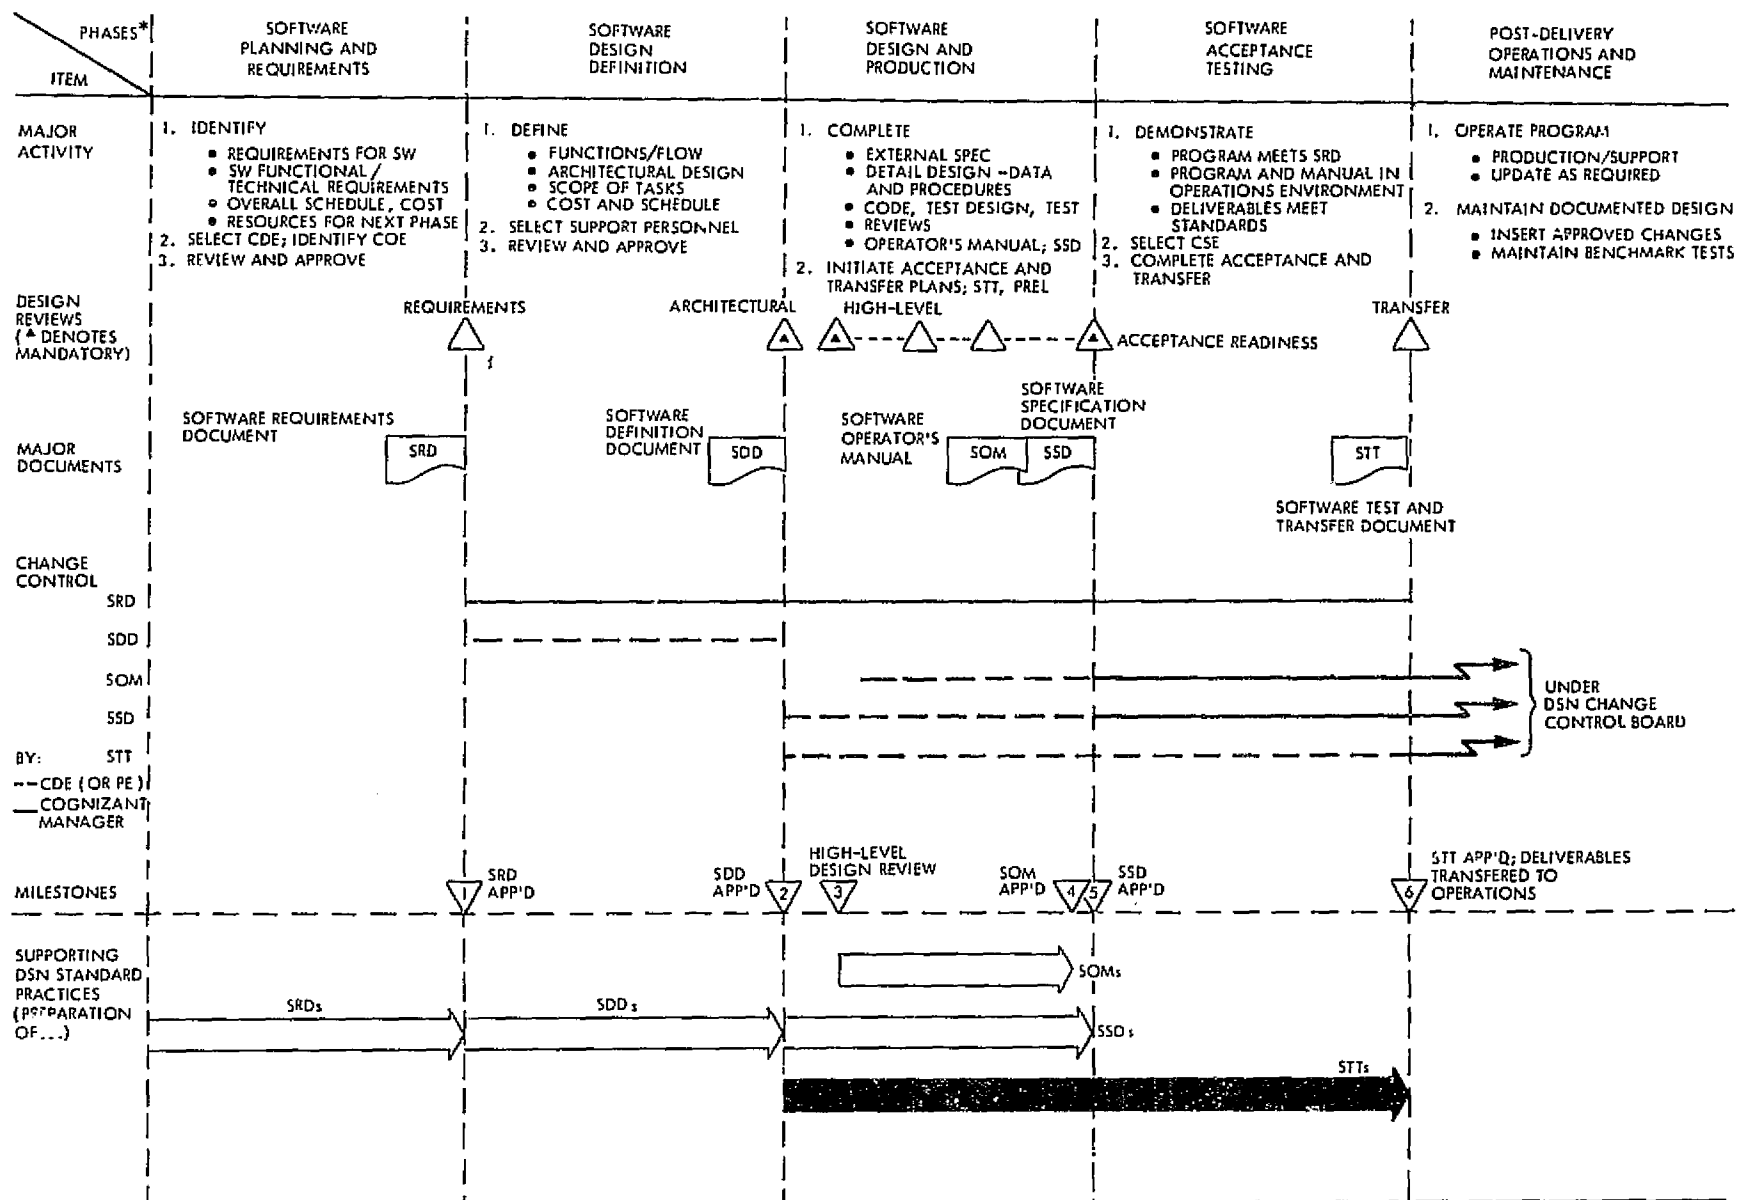 PHASES*
ITEM
SOFTWARE
PLANNING AND
REQUIREMENTS
SOFTWARE
DESIGN
DEFINITION
SOFTWARE
DESIGN AND
PRODUCTION
SOFTWARE
ACCEPTANCE
TESTING
POST-DELIVERY
OPERATIONS AND
MAINTENANCE
MAJOR
ACTIVITY
1. IDENTIFY
• REQUIREMENTS FOR SW
• SW FUNCTIONAL/
TECHNICAL REQUIREMENTS
• OVERALL SCHEDULE, COST
• RESOURCES FOR NEXT PHASE
2. SELECT CDE; IDENTIFY COE
3. REVIEW AND APPROVE
1. DEFINE
• FUNCTIONS/FLOW
• ARCHITECTURAL DESIGN
• SCOPE OF TASKS
• COST AND SCHEDULE
2. SELECT SUPPORT PERSONNEL
3. REVIEW AND APPROVE
1. COMPLETE
• EXTERNAL SPEC
• DETAIL DESIGN -DATA
AND PROCEDURES
• CODE, TEST DESIGN, TEST
• REVIEWS
• OPERATOR'S MANUAL; SSD
2. INITIATE ACCEPTANCE AND
TRANSFER PLANS; STT, PREL
1. DEMONSTRATE
• PROGRAM MEETS SRD
• PROGRAM AND MANUAL IN
OPERATIONS ENVIRONMENT
• DELIVERABLES MEET
STANDARDS
2. SELECT CSE
3. COMPLETE ACCEPTANCE AND
TRANSFER
1. OPERATE PROGRAM
• PRODUCTION/SUPPORT
• UPDATE AS REQUIRED
2. MAINTAIN DOCUMENTED DESIGN
• INSERT APPROVED CHANGES
• MAINTAIN BENCHMARK TESTS
DESIGN
REVIEWS
(▲ DENOTES
MANDATORY)
REQUIREMENTS
ARCHITECTURAL
HIGH-LEVEL
ACCEPTANCE READINESS
TRANSFER
MAJOR
DOCUMENTS
SOFTWARE REQUIREMENTS
DOCUMENT
SRD
SOFTWARE
DEFINITION
DOCUMENT
SDD
SOFTWARE
OPERATOR'S
MANUAL
SOM
SOFTWARE
SPECIFICATION
DOCUMENT
SSD
STT
SOFTWARE TEST AND
TRANSFER DOCUMENT
CHANGE
CONTROL
SRD
SDD
SOM
SSD
BY: STT
--CDE (OR PE)
—COGNIZANT
MANAGER
UNDER
DSN CHANGE
CONTROL BOARD
MILESTONES
1
SRD
APP'D
SDD
APP'D
2
HIGH-LEVEL
DESIGN REVIEW
3
SOM
APP'D
4
5
SSD
APP'D
6
STT APP'D; DELIVERABLES
TRANSFERED TO
OPERATIONS
SUPPORTING
DSN STANDARD
PRACTICES
(PREPARATION
OF...)
SOMs
SRDs
SDDs
SSDs
STTs